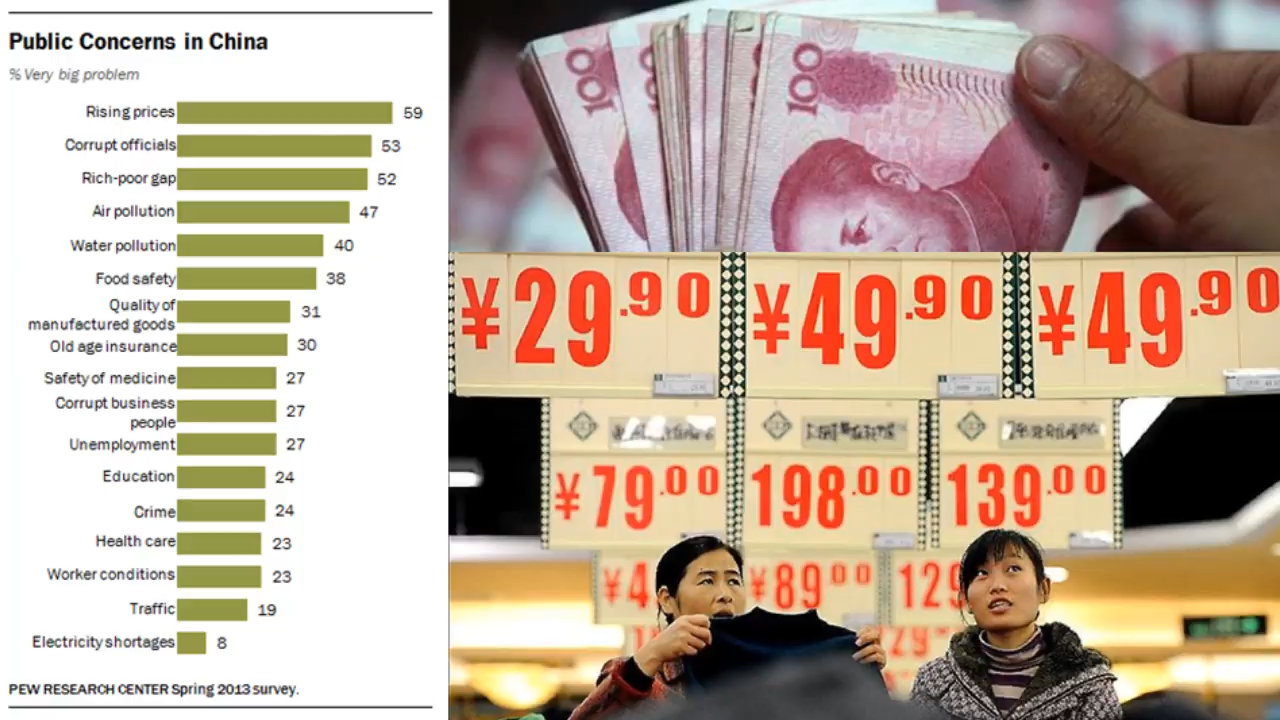 Public Concerns in China
% Very big problem
Rising prices 59
Corrupt officials 53
Rich-poor gap 52
Air pollution 47
Water pollution 40
Food safety 38
Quality of
manufactured goods 31
Old age insurance 30
Safety of medicine 27
Corrupt business
people 27
Unemployment 27
Education 24
Crime 24
Health care 23
Worker conditions 23
Traffic 19
Electricity shortages 8
PEW RESEARCH CENTER Spring 2013 survey.
100
100
¥29.90 ¥49.90 ¥49.90
¥79.00 198.00 139.00
¥4 ¥89.00 129